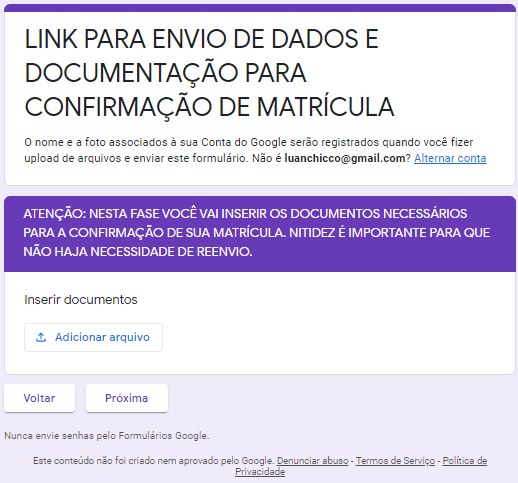 LINK PARA ENVIO DE DADOS E
DOCUMENTAÇÃO PARA
CONFIRMAÇÃO DE MATRÍCULA
O nome e a foto associados à sua Conta do Google serão registrados quando você fizer
upload de arquivos e enviar este formulário. Não é luanchicco@gmail.com? Alternar conta
ATENÇÃO: NESTA FASE VOCÊ VAI INSERIR OS DOCUMENTOS NECESSÁRIOS
PARA A CONFIRMAÇÃO DE SUA MATRÍCULA. NITIDEZ É IMPORTANTE PARA QUE
NÃO HAJA NECESSIDADE DE REENVIO.
Inserir documentos
Adicionar arquivo
Voltar Próxima
Nunca envie senhas pelo Formulários Google.
Este conteúdo não foi criado nem aprovado pelo Google. Denunciar abuso - Termos de Serviço - Política de
Privacidade